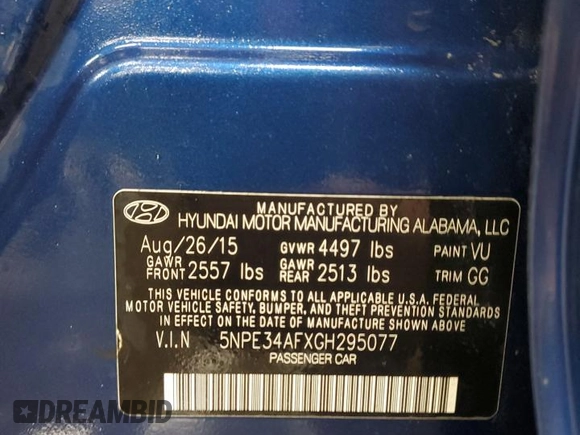 MANUFACTURED BY
HYUNDAI MOTOR MANUFACTURING ALABAMA, LLC
Aug/26/15 GVWR 4497 lbs PAINT VU
GAWR FRONT 2557 lbs GAWR REAR 2513 lbs TRIM GG
THIS VEHICLE CONFORMS TO ALL APPLICABLE U.S.A. FEDERAL
MOTOR VEHICLE SAFETY, BUMPER, AND THEFT PREVENTION STANDARDS
IN EFFECT ON THE DATE OF MANUFACTURE SHOWN ABOVE.
V.I.N 5NPE34AFXGH295077
PASSENGER CAR
DREAMBID